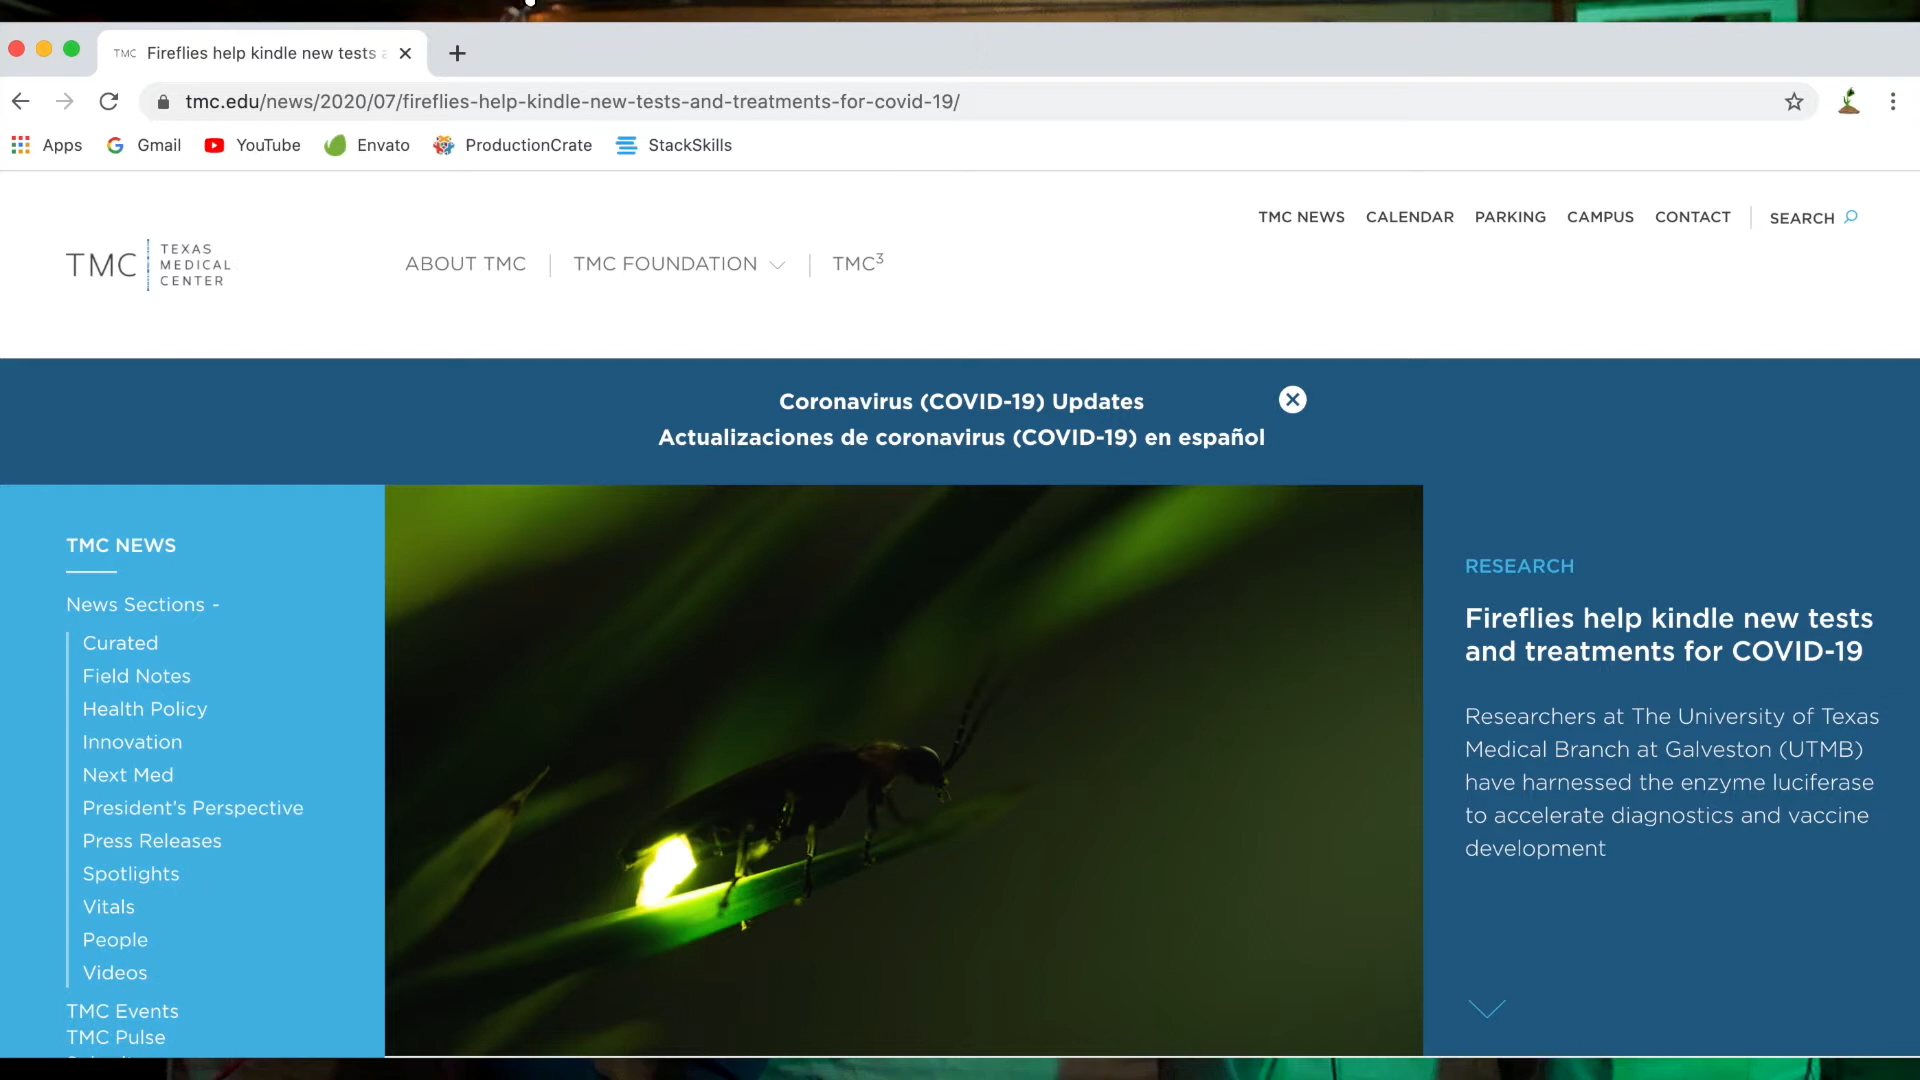 TMC Fireflies help kindle new tests
tmc.edu/news/2020/07/fireflies-help-kindle-new-tests-and-treatments-for-covid-19/
Apps Gmail YouTube Envato ProductionCrate StackSkills
TMC NEWS CALENDAR PARKING CAMPUS CONTACT SEARCH
TMC TEXAS
MEDICAL
CENTER
ABOUT TMC TMC FOUNDATION TMC³
Coronavirus (COVID-19) Updates
Actualizaciones de coronavirus (COVID-19) en español
TMC NEWS
News Sections -
Curated
Field Notes
Health Policy
Innovation
Next Med
President's Perspective
Press Releases
Spotlights
Vitals
People
Videos
TMC Events
TMC Pulse
RESEARCH
Fireflies help kindle new tests
and treatments for COVID-19
Researchers at The University of Texas
Medical Branch at Galveston (UTMB)
have harnessed the enzyme luciferase
to accelerate diagnostics and vaccine
development